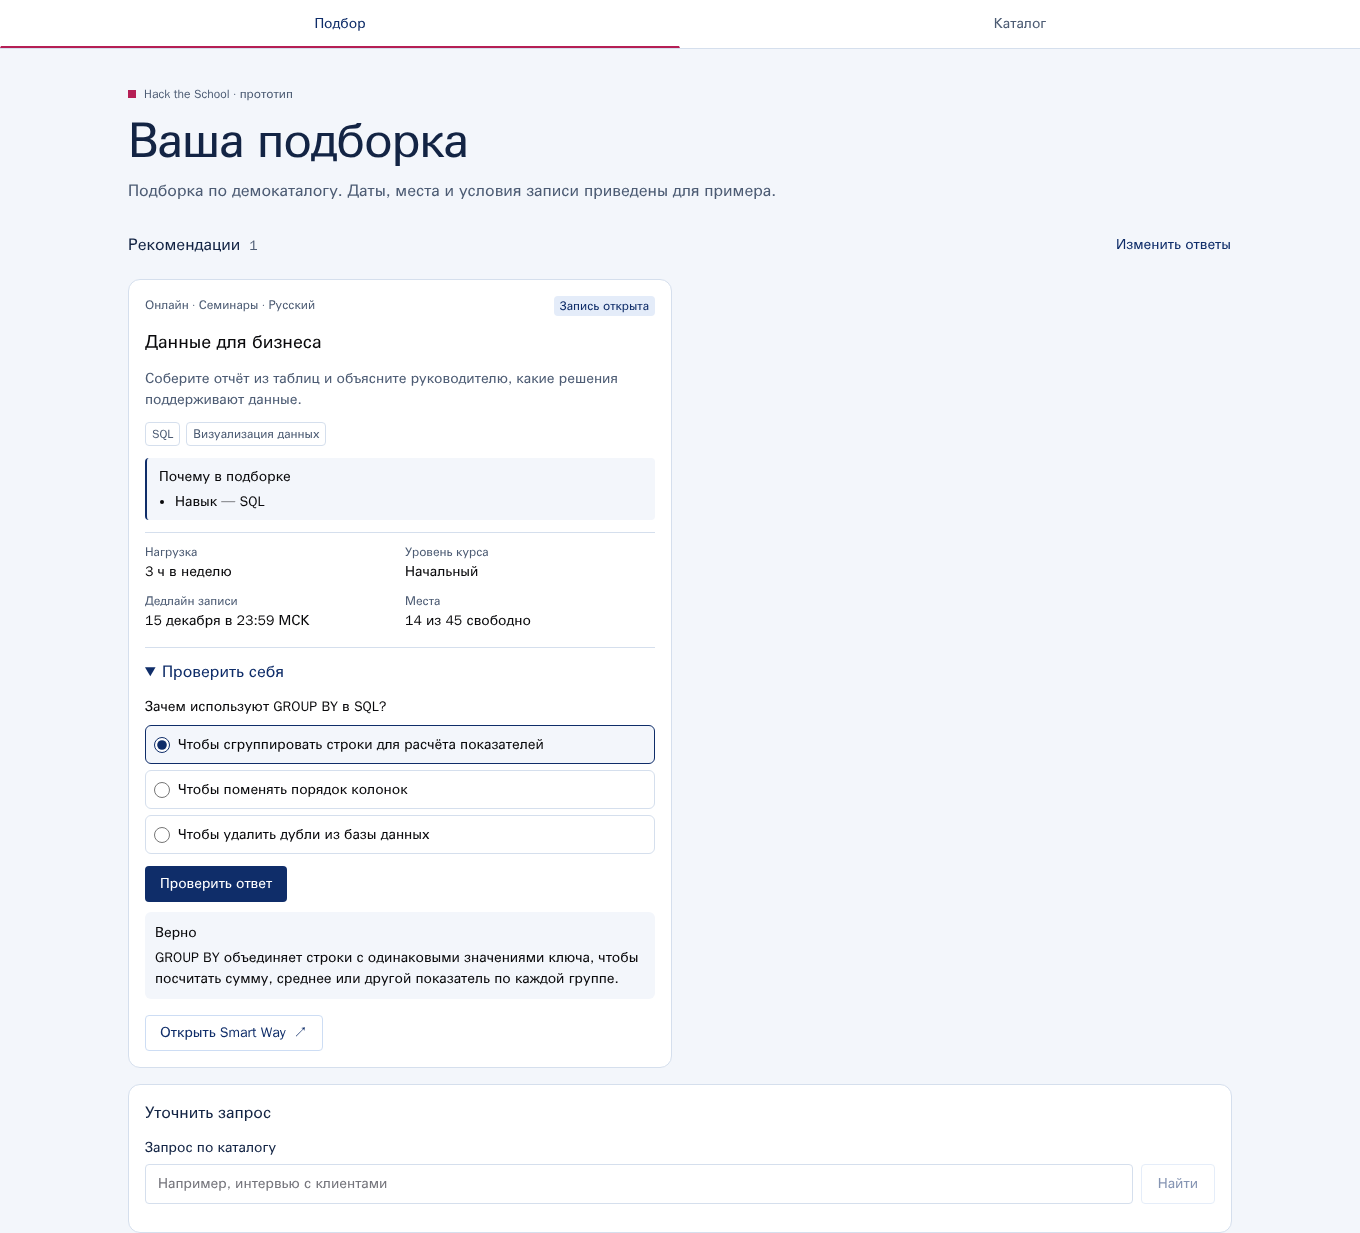 Подбор
Каталог
Hack the School · прототип
Ваша подборка
Подборка по демокаталогу. Даты, места и условия записи приведены для примера.
Рекомендации 1
Изменить ответы
Онлайн · Семинары · Русский
Запись открыта
Данные для бизнеса
Соберите отчёт из таблиц и объясните руководителю, какие решения
поддерживают данные.
SQL
Визуализация данных
Почему в подборке
• Навык — SQL
Нагрузка
3 ч в неделю
Уровень курса
Начальный
Дедлайн записи
15 декабря в 23:59 МСК
Места
14 из 45 свободно
▼ Проверить себя
Зачем используют GROUP BY в SQL?
Чтобы сгруппировать строки для расчёта показателей
Чтобы поменять порядок колонок
Чтобы удалить дубли из базы данных
Проверить ответ
Верно
GROUP BY объединяет строки с одинаковыми значениями ключа, чтобы
посчитать сумму, среднее или другой показатель по каждой группе.
Открыть Smart Way ↗
Уточнить запрос
Запрос по каталогу
Например, интервью с клиентами
Найти